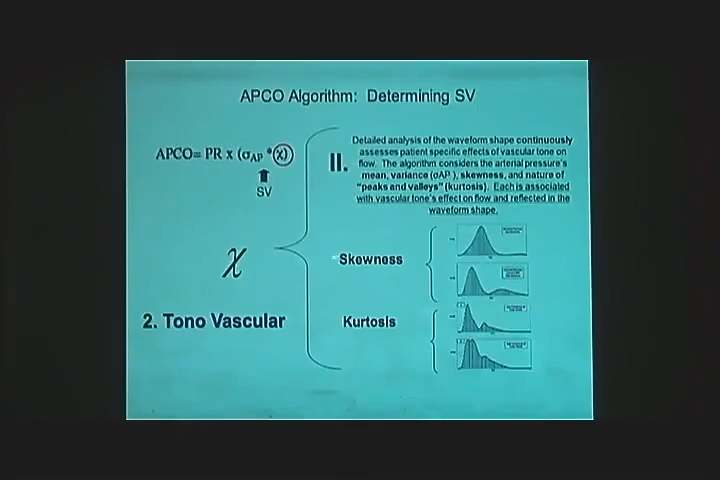 APCO Algorithm: Determining SV
APCO= PR x (σAP * χ)
SV
II.
Detailed analysis of the waveform shape continuously
assesses patient specific effects of vascular tone on
flow. The algorithm considers the arterial pressure's
mean, variance (σAP ), skewness, and nature of
"peaks and valleys" (kurtosis). Each is associated
with vascular tone's effect on flow and reflected in the
waveform shape.
χ
Skewness
2. Tono Vascular
Kurtosis